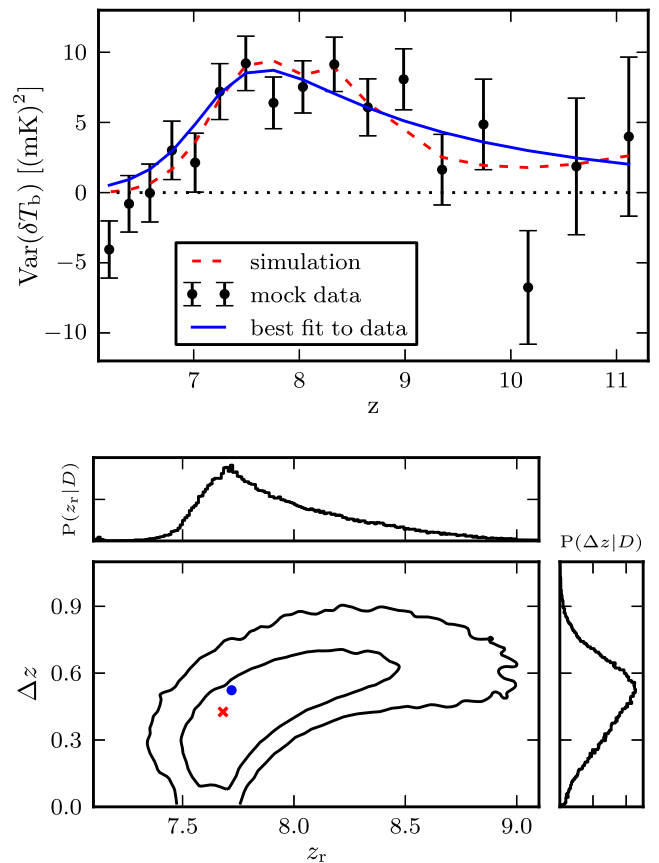 Var(δT_b) [(mK)^2]
10
5
0
−5
−10
simulation
mock data
best fit to data
7
8
9
10
11
z
P(z_r|D)
P(Δz|D)
Δz
0.9
0.6
0.3
0.0
7.5
8.0
8.5
9.0
z_r